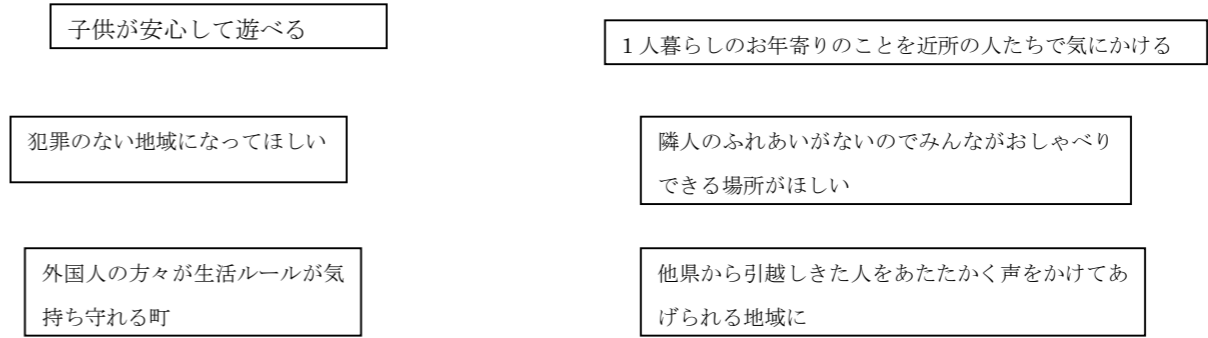 子供が安心して遊べる
１人暮らしのお年寄りのことを近所の人たちで気にかける
犯罪のない地域になってほしい
隣人のふれあいがないのでみんながおしゃべり
できる場所がほしい
外国人の方々が生活ルールが気
持ち守れる町
他県から引越しきた人をあたたかく声をかけてあ
げられる地域に